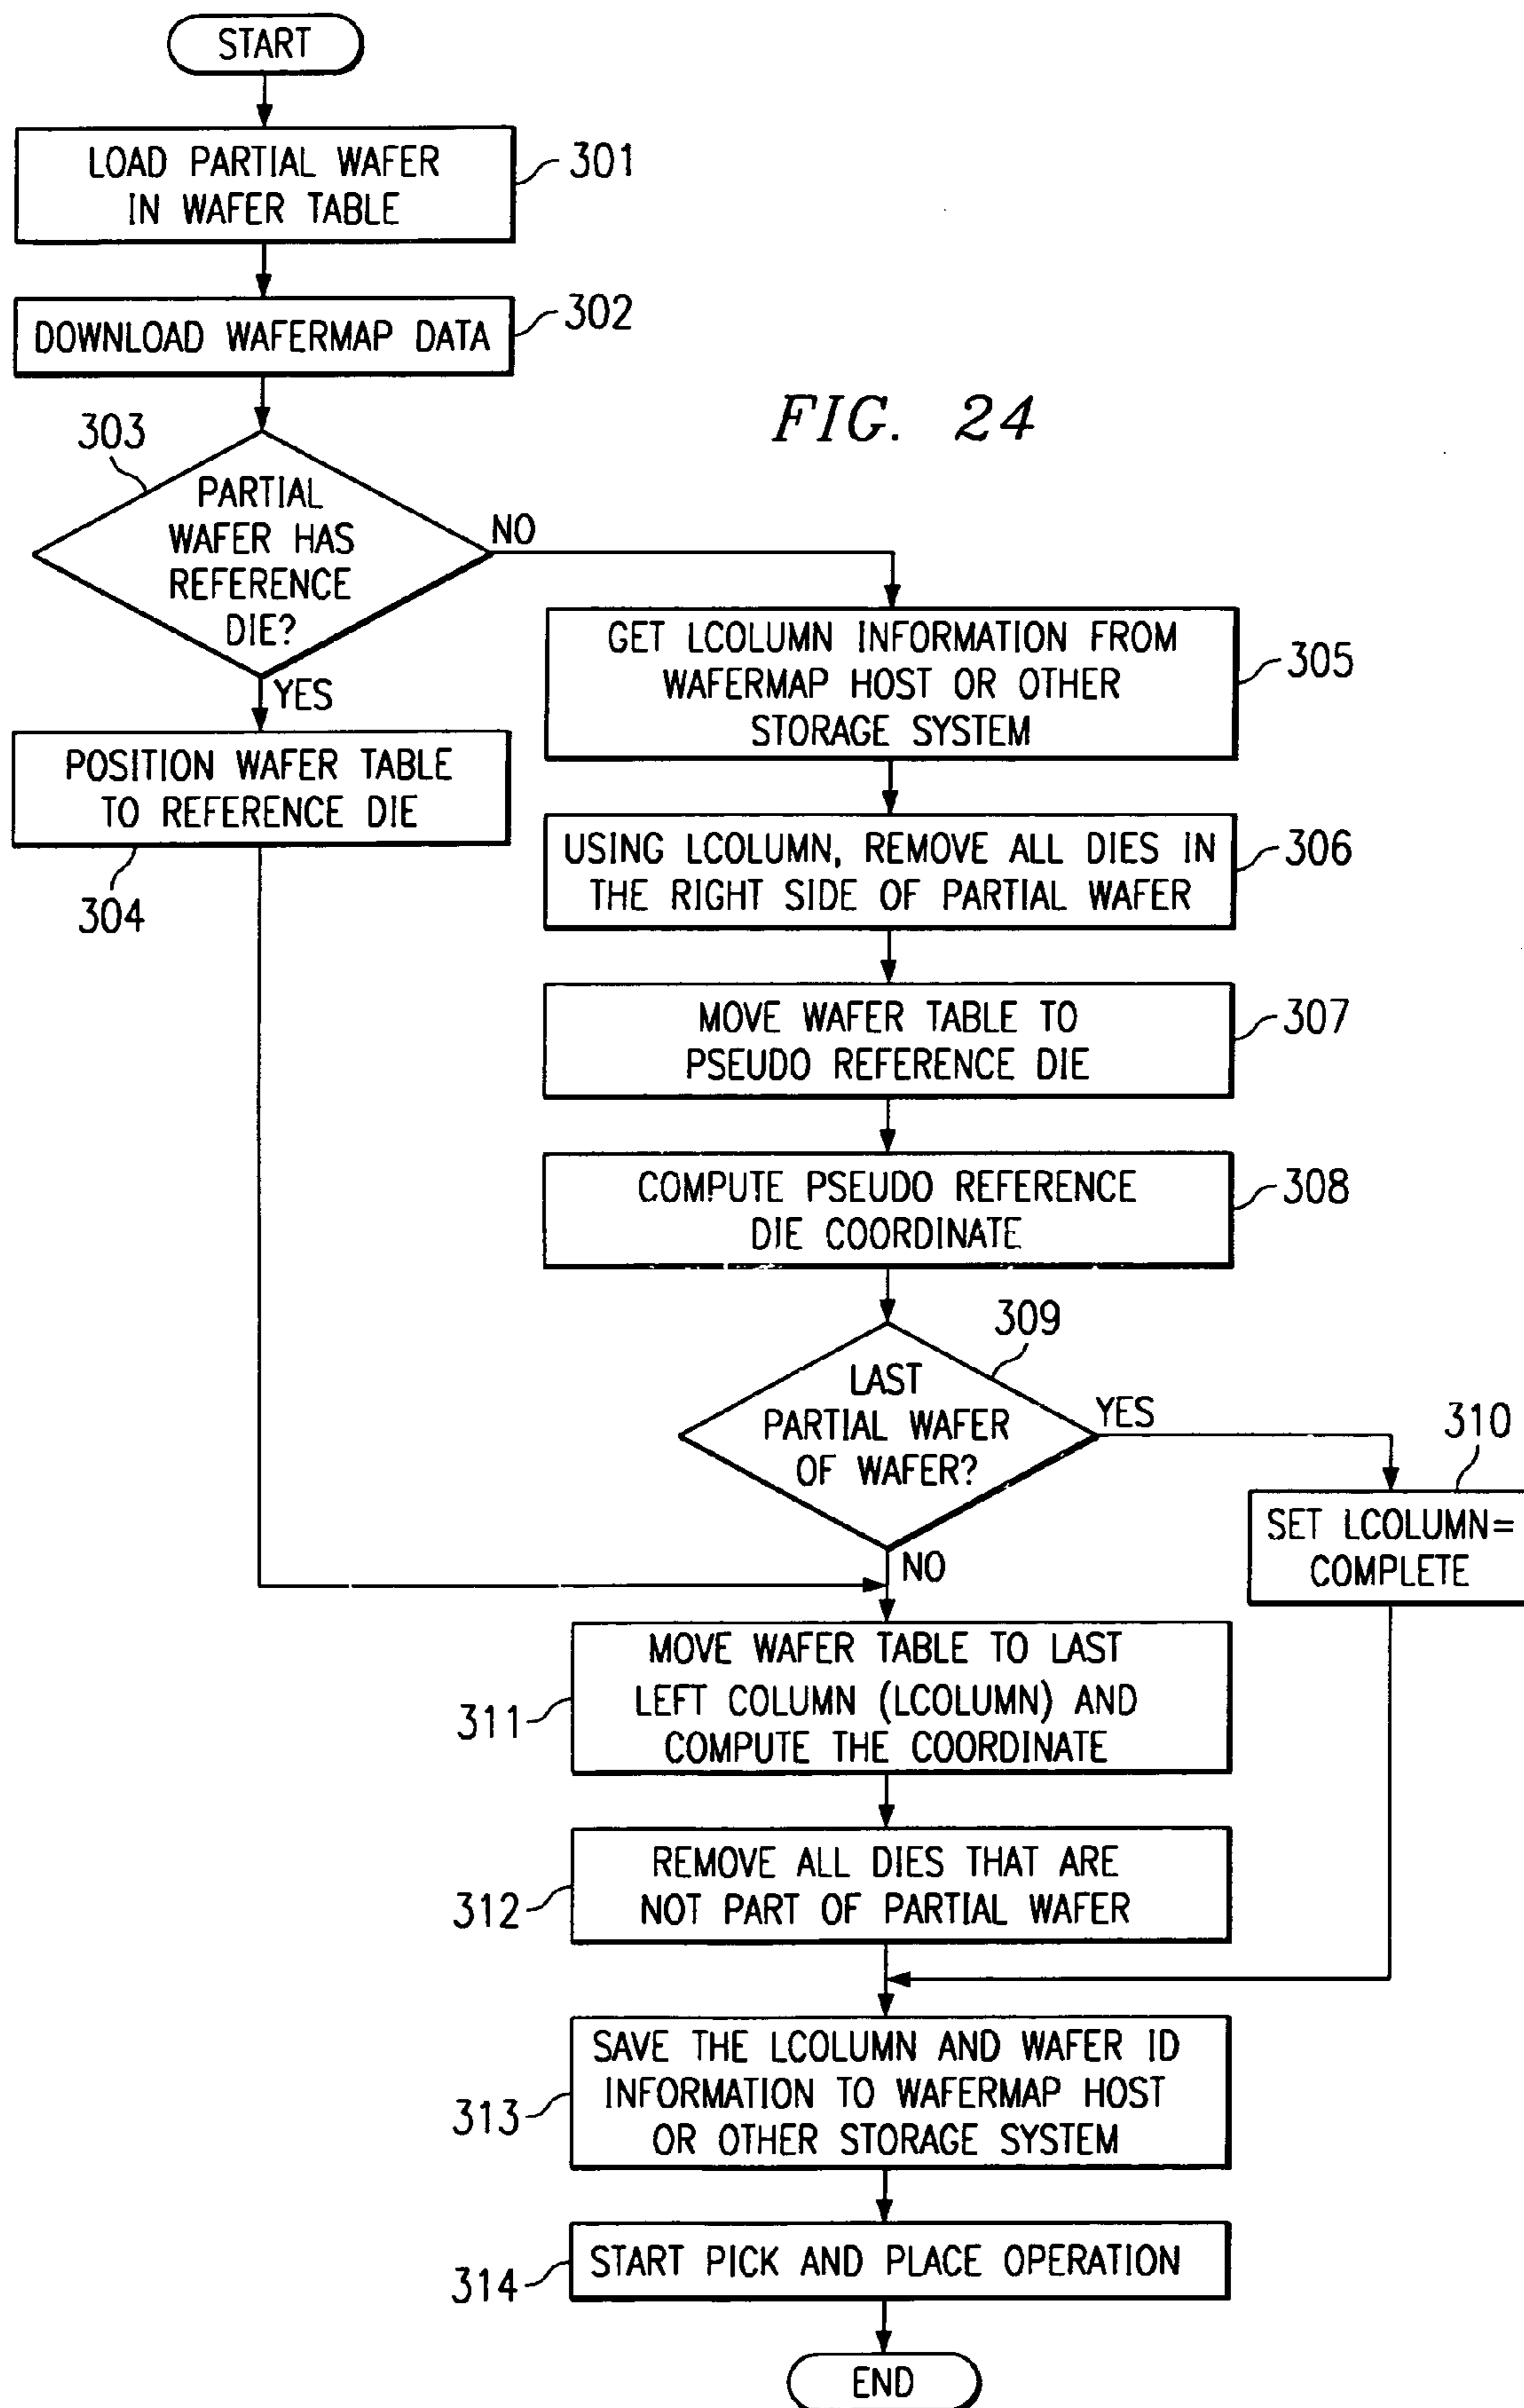 START
LOAD PARTIAL WAFER
IN WAFER TABLE
301
DOWNLOAD WAFERMAP DATA
302
FIG. 24
303
PARTIAL
WAFER HAS
REFERENCE
DIE?
NO
YES
POSITION WAFER TABLE
TO REFERENCE DIE
304
GET LCOLUMN INFORMATION FROM
WAFERMAP HOST OR OTHER
STORAGE SYSTEM
305
USING LCOLUMN, REMOVE ALL DIES IN
THE RIGHT SIDE OF PARTIAL WAFER
306
MOVE WAFER TABLE TO
PSEUDO REFERENCE DIE
307
COMPUTE PSEUDO REFERENCE
DIE COORDINATE
308
309
LAST
PARTIAL WAFER
OF WAFER?
YES
NO
310
SET LCOLUMN=
COMPLETE
MOVE WAFER TABLE TO LAST
LEFT COLUMN (LCOLUMN) AND
COMPUTE THE COORDINATE
311
REMOVE ALL DIES THAT ARE
NOT PART OF PARTIAL WAFER
312
SAVE THE LCOLUMN AND WAFER ID
INFORMATION TO WAFERMAP HOST
OR OTHER STORAGE SYSTEM
313
START PICK AND PLACE OPERATION
314
END